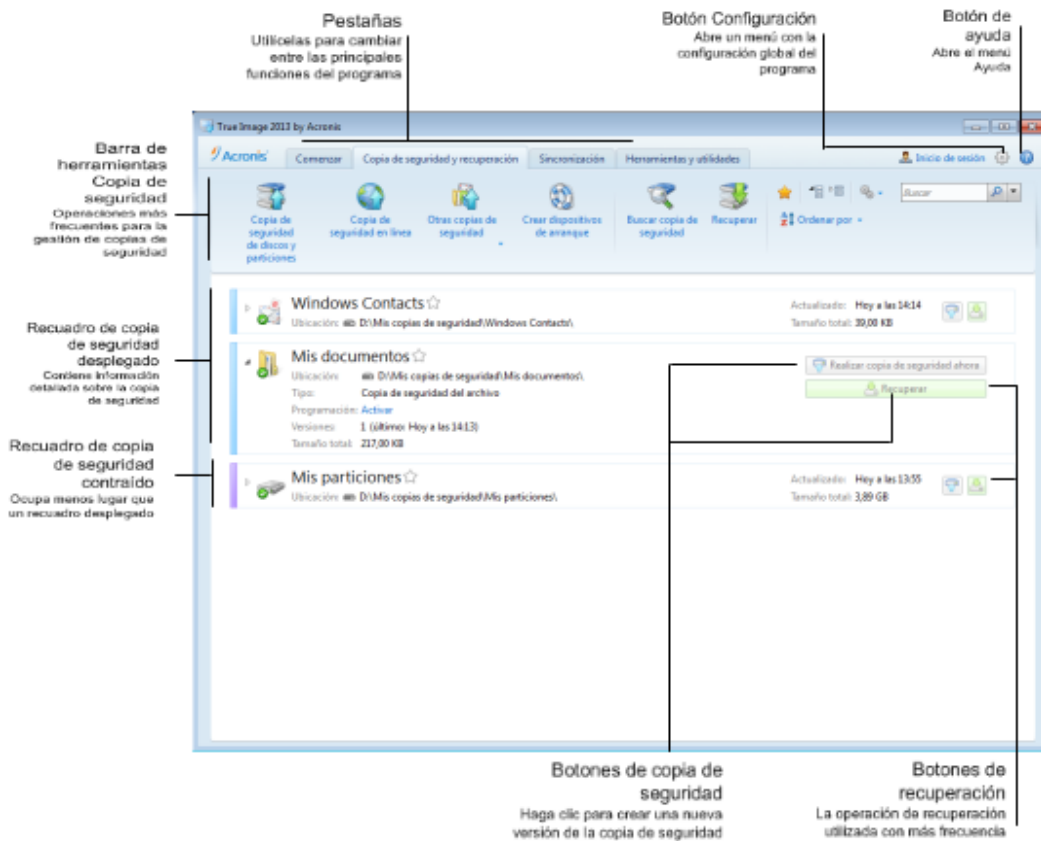 Pestañas
Utilícelas para cambiar
entre las principales
funciones del programa
Botón Configuración
Abre un menú con la
configuración global del
programa
Botón de
ayuda
Abre el menú
Ayuda
True Image 2013 by Acronis
Acronis
Comenzar
Copia de seguridad y recuperación
Sincronización
Herramientas y utilidades
Inicio de sesión
Barra de
herramientas
Copia de
seguridad
Operaciones más
frecuentes para la
gestión de copias de
seguridad
Copia de
seguridad
de discos y
particiones
Copia de
seguridad en línea
Otras copias de
seguridad
Crear dispositivos
de arranque
Buscar copia de
seguridad
Recuperar
Buscar
Ordenar por
Recuadro de copia
de seguridad
desplegado
Contiene información
detallada sobre la copia
de seguridad
Windows Contacts
Ubicación: D:\Mis copias de seguridad\Windows Contacts\
Actualizado: Hoy a las 14:14
Tamaño total: 39,00 KB
Mis documentos
Ubicación: D:\Mis copias de seguridad\Mis documentos\
Tipo: Copia de seguridad del archivo
Programación: Activar
Versiones: 1 (último: Hoy a las 14:13)
Tamaño total: 217,00 KB
Realizar copia de seguridad ahora
Recuperar
Recuadro de copia
de seguridad
contraído
Ocupa menos lugar que
un recuadro desplegado
Mis particiones
Ubicación: D:\Mis copias de seguridad\Mis particiones\
Actualizado: Hoy a las 13:55
Tamaño total: 3,89 GB
Botones de copia de
seguridad
Haga clic para crear una nueva
versión de la copia de seguridad
Botones de
recuperación
La operación de recuperación
utilizada con más frecuencia